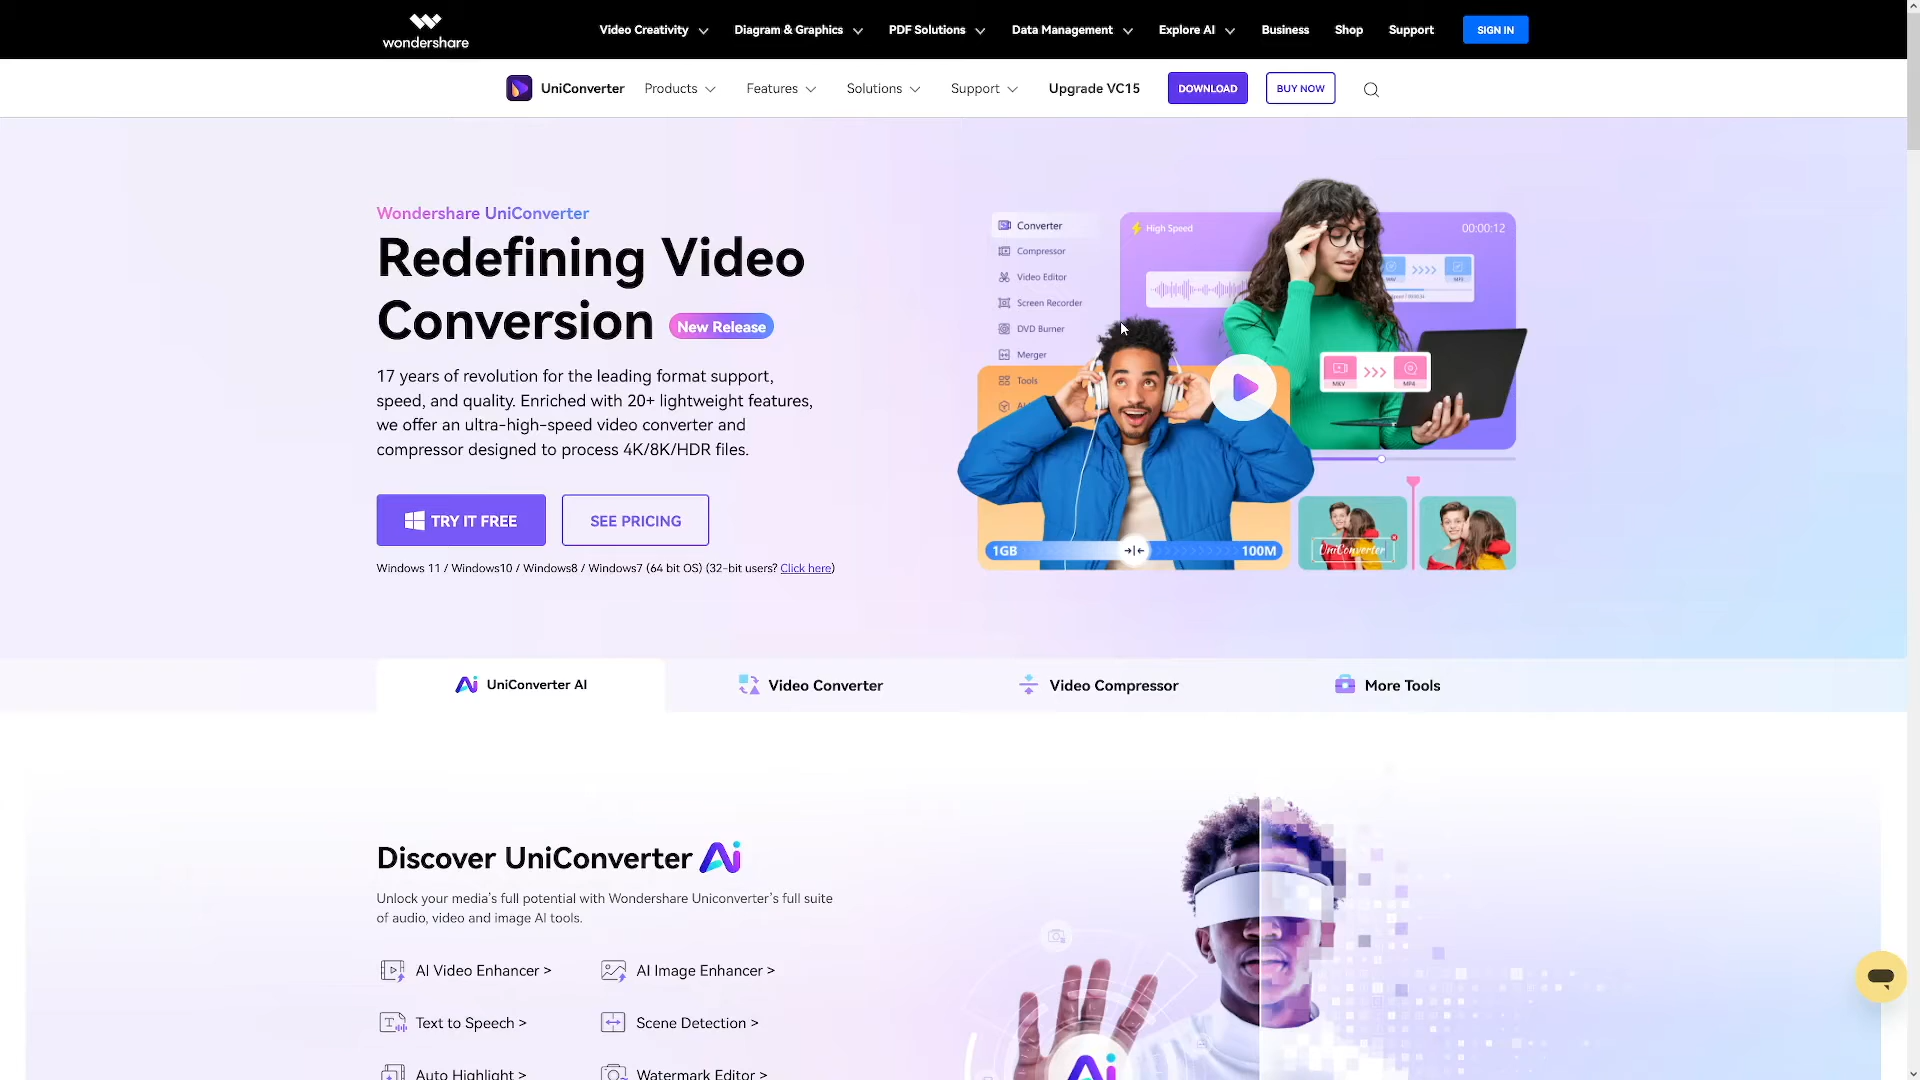 wondershare
Video Creativity
Diagram & Graphics
PDF Solutions
Data Management
Explore AI
Business
Shop
Support
SIGN IN
UniConverter
Products
Features
Solutions
Support
Upgrade VC15
DOWNLOAD
BUY NOW
Wondershare UniConverter
Redefining Video
Conversion New Release
17 years of revolution for the leading format support,
speed, and quality. Enriched with 20+ lightweight features,
we offer an ultra-high-speed video converter and
compressor designed to process 4K/8K/HDR files.
TRY IT FREE
SEE PRICING
Windows 11 / Windows10 / Windows8 / Windows7 (64 bit OS) (32-bit users? Click here)
Converter
Compressor
Video Editor
Screen Recorder
DVD Burner
Merger
Tools
High Speed
00:00:12
MKV
MP4
1GB
100M
UniConverter
UniConverter AI
Video Converter
Video Compressor
More Tools
Discover UniConverter Ai
Unlock your media's full potential with Wondershare Uniconverter's full suite
of audio, video and image AI tools.
AI Video Enhancer >
AI Image Enhancer >
Text to Speech >
Scene Detection >
Auto Highlight >
Watermark Editor >
Ai